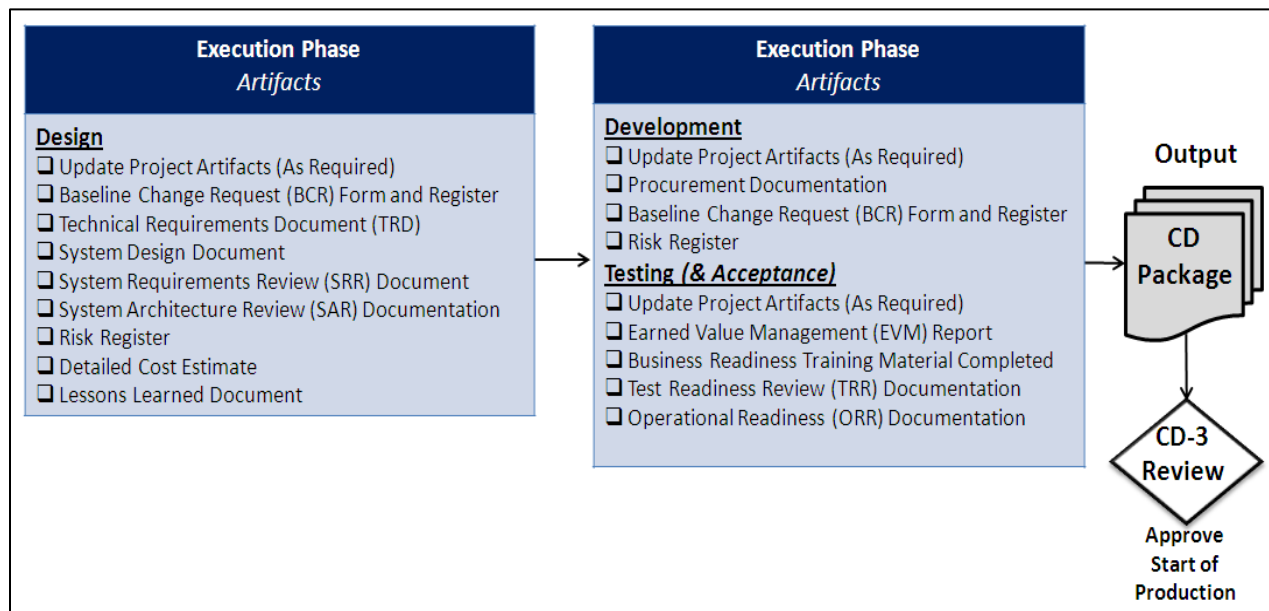 Execution Phase
Artifacts
Design
❑ Update Project Artifacts (As Required)
❑ Baseline Change Request (BCR) Form and Register
❑ Technical Requirements Document (TRD)
❑ System Design Document
❑ System Requirements Review (SRR) Document
❑ System Architecture Review (SAR) Documentation
❑ Risk Register
❑ Detailed Cost Estimate
❑ Lessons Learned Document
Execution Phase
Artifacts
Development
❑ Update Project Artifacts (As Required)
❑ Procurement Documentation
❑ Baseline Change Request (BCR) Form and Register
❑ Risk Register
Testing (& Acceptance)
❑ Update Project Artifacts (As Required)
❑ Earned Value Management (EVM) Report
❑ Business Readiness Training Material Completed
❑ Test Readiness Review (TRR) Documentation
❑ Operational Readiness (ORR) Documentation
Output
CD
Package
CD-3
Review
Approve
Start of
Production